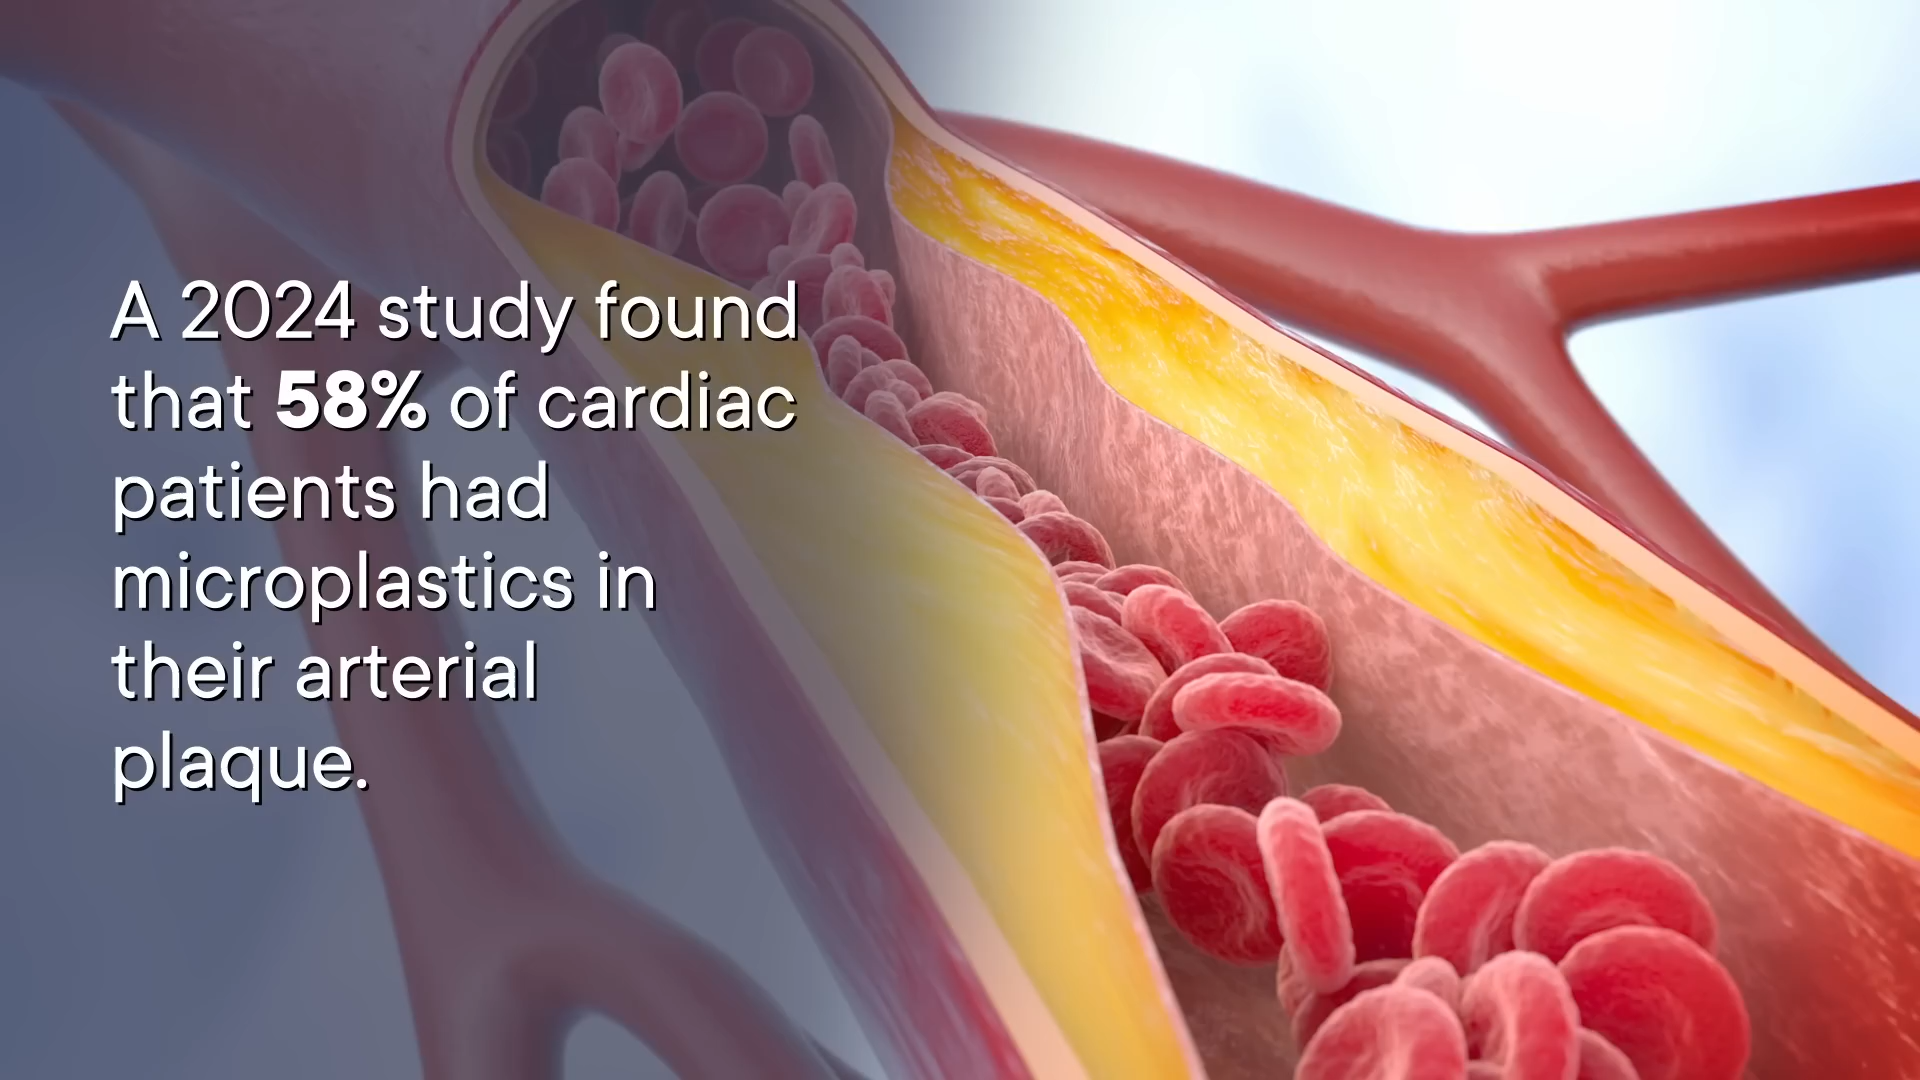 A 2024 study found
that 58% of cardiac
patients had
microplastics in
their arterial
plaque.